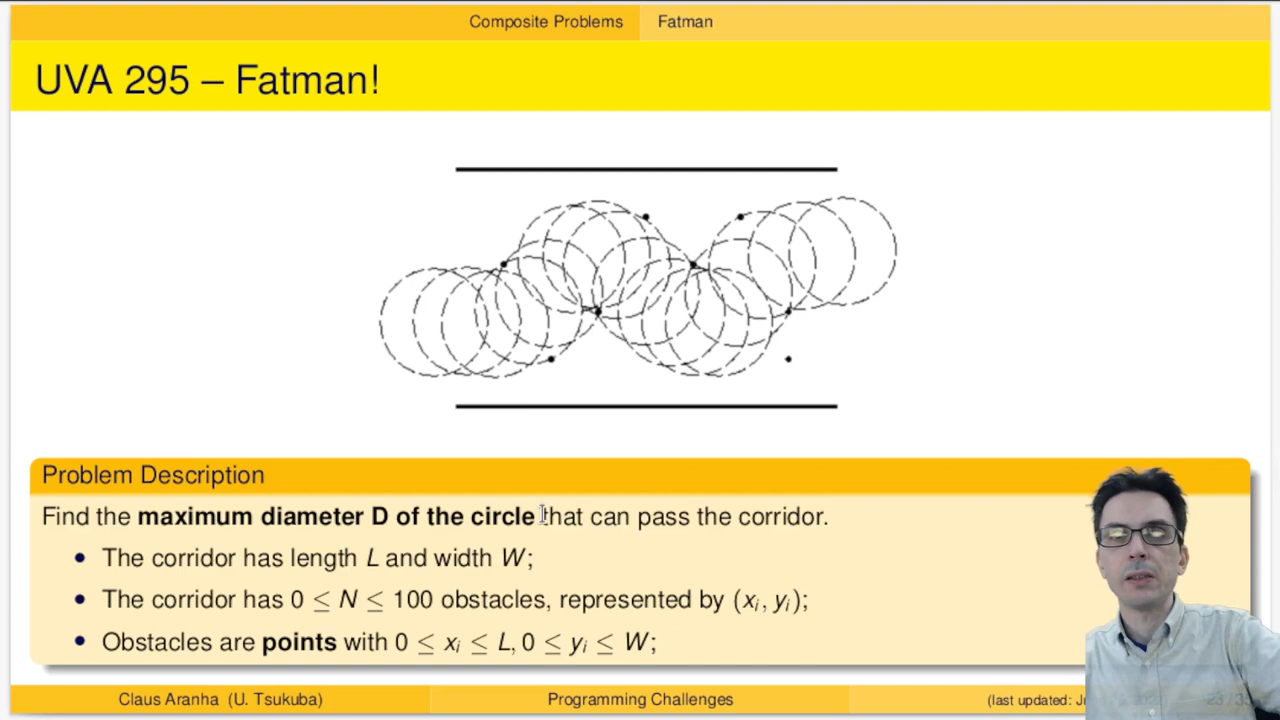 Composite Problems Fatman
UVA 295 – Fatman!
Problem Description
Find the maximum diameter D of the circle that can pass the corridor.
• The corridor has length L and width W;
• The corridor has 0 ≤ N ≤ 100 obstacles, represented by (xᵢ, yᵢ);
• Obstacles are points with 0 ≤ xᵢ ≤ L, 0 ≤ yᵢ ≤ W;
Claus Aranha (U. Tsukuba) Programming Challenges (last updated: